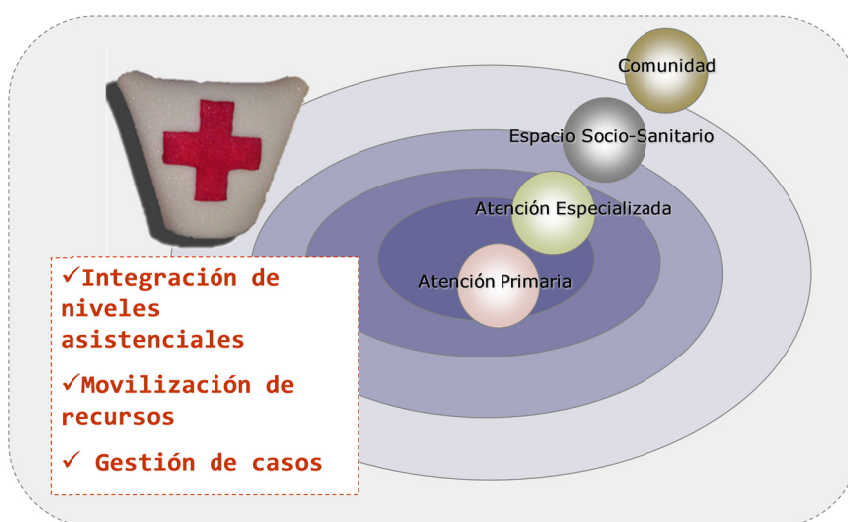 Comunidad
Espacio Socio-Sanitario
Atención Especializada
Atención Primaria
✓Integración de
niveles
asistenciales
✓Movilización de
recursos
✓ Gestión de casos